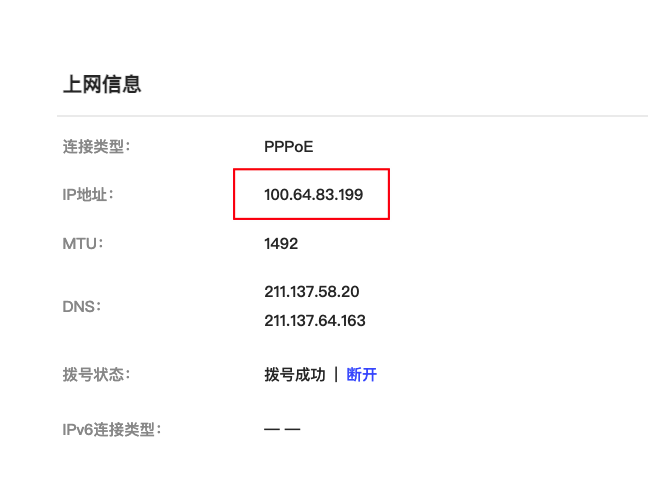 上网信息
连接类型： PPPoE
IP地址： 100.64.83.199
MTU： 1492
DNS： 211.137.58.20
211.137.64.163
拨号状态： 拨号成功 | 断开
IPv6连接类型： — —